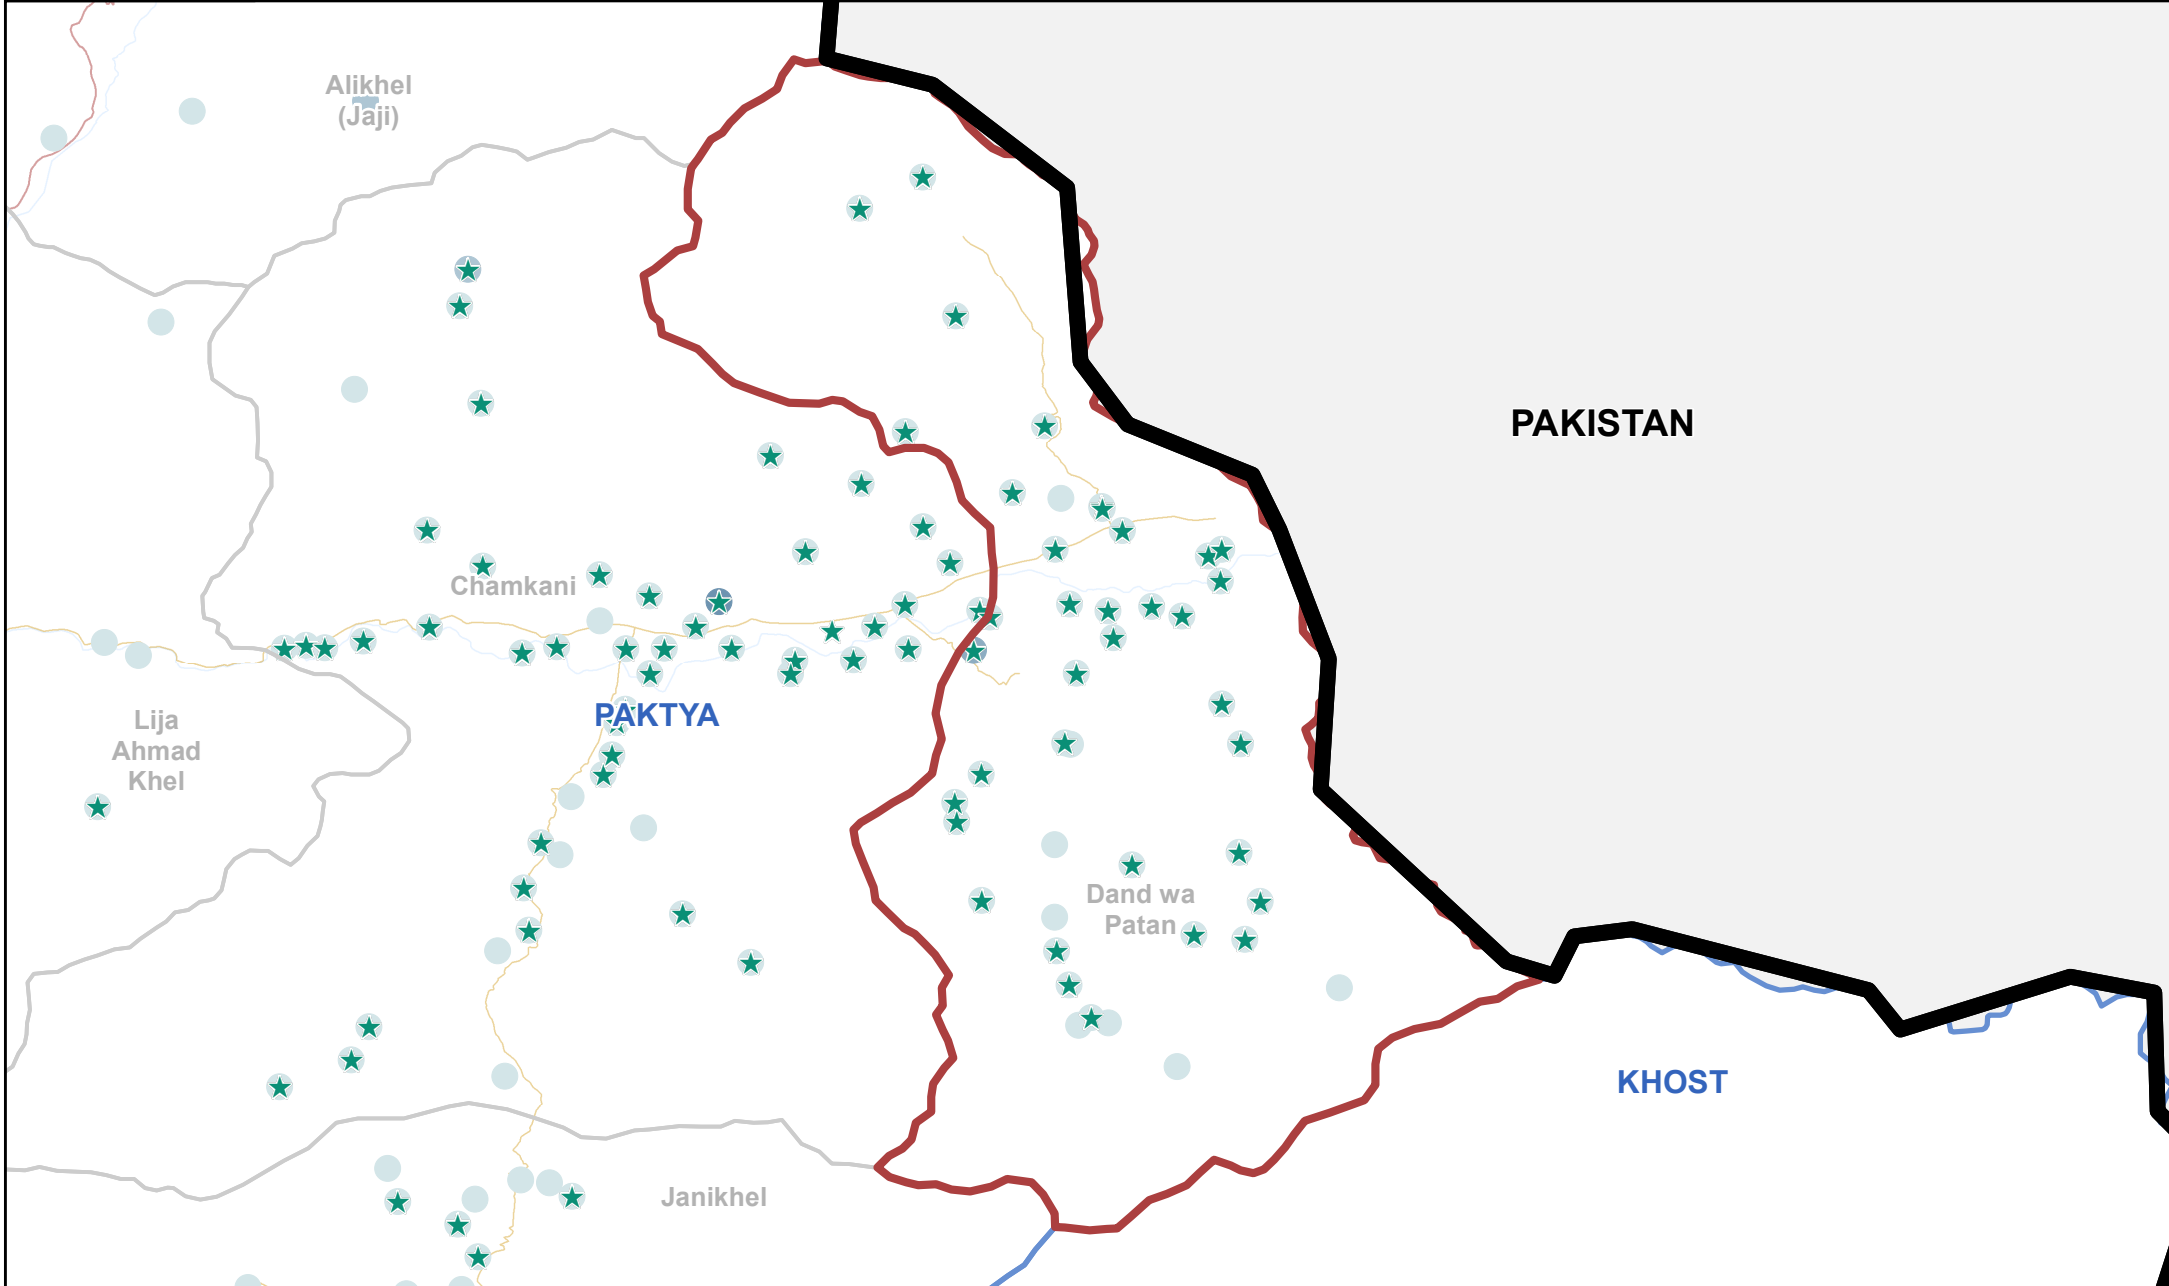 Alikhel
(Jaji)
PAKISTAN
Chamkani
PAKTYA
Lija
Ahmad
Khel
Dand wa
Patan
KHOST
Janikhel